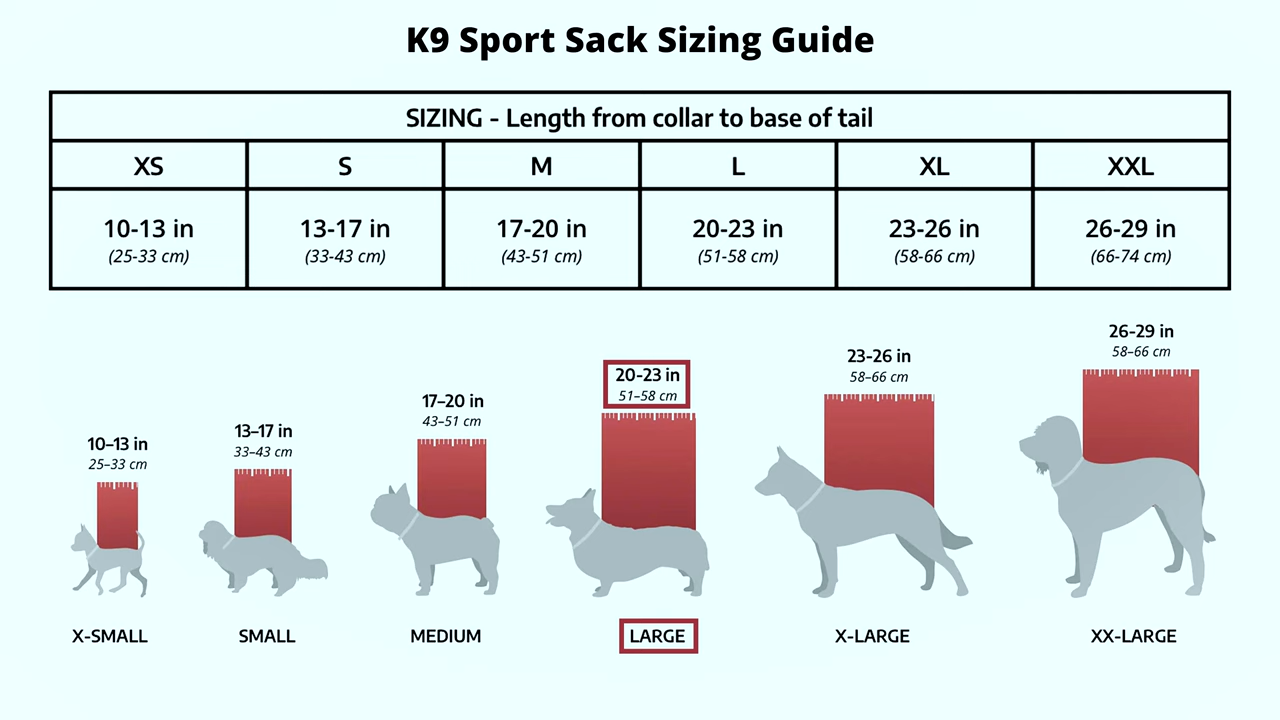 K9 Sport Sack Sizing Guide
SIZING - Length from collar to base of tail
XS S M L XL XXL
10-13 in 13-17 in 17-20 in 20-23 in 23-26 in 26-29 in
(25-33 cm) (33-43 cm) (43-51 cm) (51-58 cm) (58-66 cm) (66-74 cm)
10–13 in
25–33 cm
13–17 in
33–43 cm
17–20 in
43–51 cm
20-23 in
51–58 cm
23-26 in
58–66 cm
26-29 in
58–66 cm
X-SMALL SMALL MEDIUM LARGE X-LARGE XX-LARGE